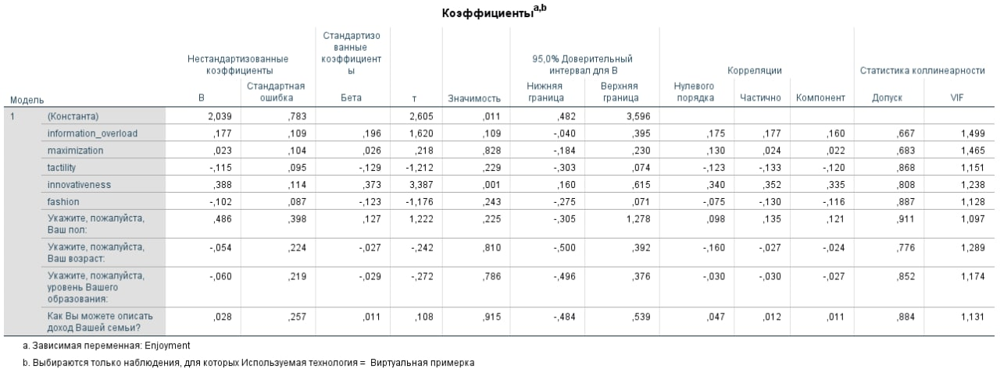 Коэффициенты^a,b
Стандартизо
ванные
коэффициент
ы
Нестандартизованные
коэффициенты
95,0% Доверительный
интервал для B
Корреляции
Статистика коллинеарности
Модель
B
Стандартная
ошибка
Бета
т
Значимость
Нижняя
граница
Верхняя
граница
Нулевого
порядка
Частично
Компонент
Допуск
VIF
1 (Константа) 2,039 ,783 2,605 ,011 ,482 3,596
information_overload ,177 ,109 ,196 1,620 ,109 -,040 ,395 ,175 ,177 ,160 ,667 1,499
maximization ,023 ,104 ,026 ,218 ,828 -,184 ,230 ,130 ,024 ,022 ,683 1,465
tactility -,115 ,095 -,129 -1,212 ,229 -,303 ,074 -,123 -,133 -,120 ,868 1,151
innovativeness ,388 ,114 ,373 3,387 ,001 ,160 ,615 ,340 ,352 ,335 ,808 1,238
fashion -,102 ,087 -,123 -1,176 ,243 -,275 ,071 -,075 -,130 -,116 ,887 1,128
Укажите, пожалуйста,
Ваш пол:
,486 ,398 ,127 1,222 ,225 -,305 1,278 ,098 ,135 ,121 ,911 1,097
Укажите, пожалуйста,
Ваш возраст:
-,054 ,224 -,027 -,242 ,810 -,500 ,392 -,160 -,027 -,024 ,776 1,289
Укажите, пожалуйста,
уровень Вашего
образования:
-,060 ,219 -,029 -,272 ,786 -,496 ,376 -,030 -,030 -,027 ,852 1,174
Как Вы можете описать
доход Вашей семьи?
,028 ,257 ,011 ,108 ,915 -,484 ,539 ,047 ,012 ,011 ,884 1,131
a. Зависимая переменная: Enjoyment
b. Выбираются только наблюдения, для которых Используемая технология = Виртуальная примерка